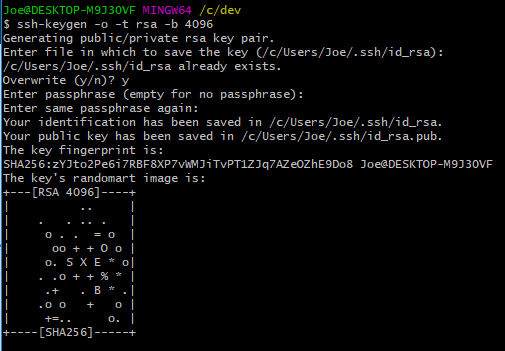 Joe@DESKTOP-M9J3OVF MINGW64 /c/dev
$ ssh-keygen -o -t rsa -b 4096
Generating public/private rsa key pair.
Enter file in which to save the key (/c/Users/Joe/.ssh/id_rsa):
/c/Users/Joe/.ssh/id_rsa already exists.
Overwrite (y/n)? y
Enter passphrase (empty for no passphrase):
Enter same passphrase again:
Your identification has been saved in /c/Users/Joe/.ssh/id_rsa.
Your public key has been saved in /c/Users/Joe/.ssh/id_rsa.pub.
The key fingerprint is:
SHA256:zYJto2Pe6i7RBF8XP7vWMJiTvPT1ZJq7AZeOZhE9Do8 Joe@DESKTOP-M9J3OVF
The key's randomart image is:
+---[RSA 4096]----+
|          ..     |
|    .   . .. .   |
|     o . .  = o  |
|      oo + + O o |
|     o. S X E * o|
|    . .o + + % * |
|     .+   . B * .|
|    .o o   +   o |
|     +=..     o. |
+----[SHA256]-----+